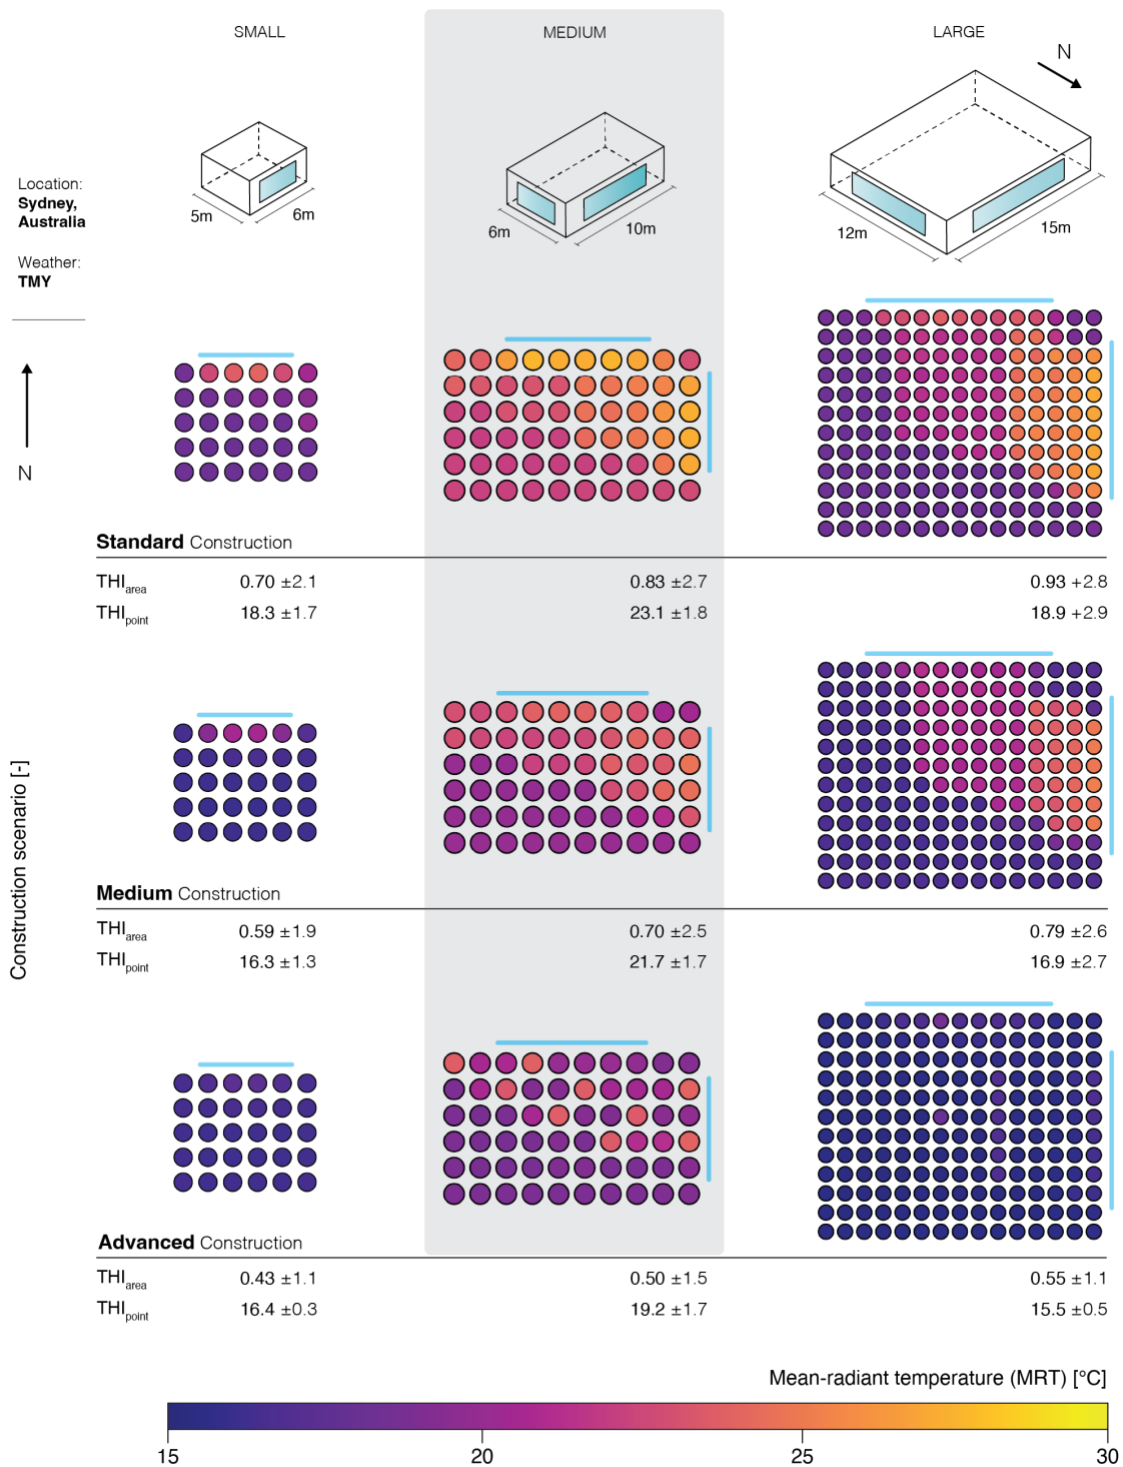 SMALL MEDIUM LARGE
N
Location:
Sydney,
Australia
Weather:
TMY
5m 6m
6m 10m
12m 15m
N
Standard Construction
THIarea 0.70 ±2.1 0.83 ±2.7 0.93 +2.8
THIpoint 18.3 ±1.7 23.1 ±1.8 18.9 +2.9
Construction scenario [-]
Medium Construction
THIarea 0.59 ±1.9 0.70 ±2.5 0.79 ±2.6
THIpoint 16.3 ±1.3 21.7 ±1.7 16.9 ±2.7
Advanced Construction
THIarea 0.43 ±1.1 0.50 ±1.5 0.55 ±1.1
THIpoint 16.4 ±0.3 19.2 ±1.7 15.5 ±0.5
Mean-radiant temperature (MRT) [°C]
15 20 25 30